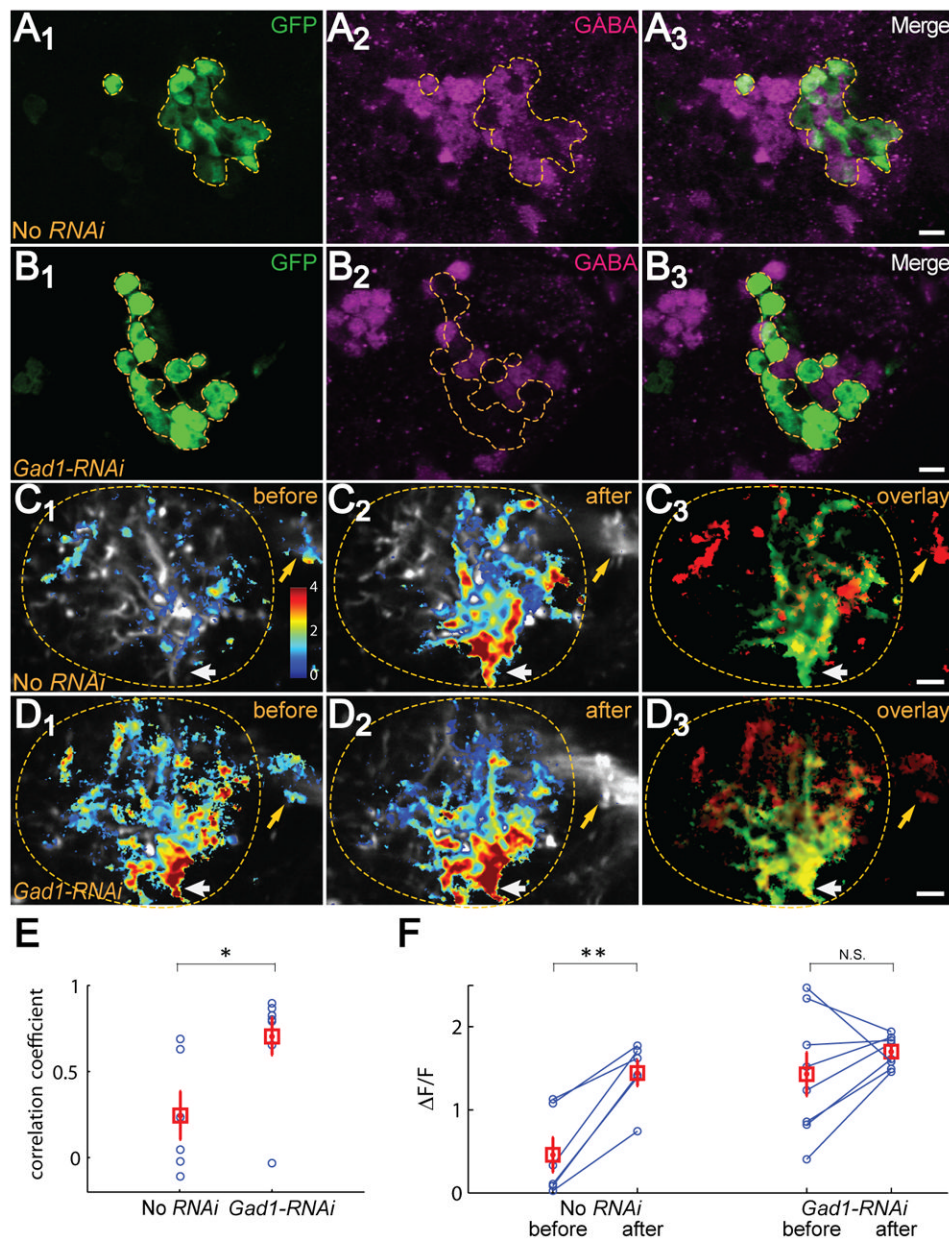 A1 GFP
A2 GABA
A3 Merge
No RNAi
B1 GFP
B2 GABA
B3 Merge
Gad1-RNAi
C1 before
C2 after
C3 overlay
4
2
0
No RNAi
D1 before
D2 after
D3 overlay
Gad1-RNAi
E
*
correlation coefficient
1
0.5
0
No RNAi Gad1-RNAi
F
**
N.S.
ΔF/F
2
1
0
No RNAi Gad1-RNAi
before after before after